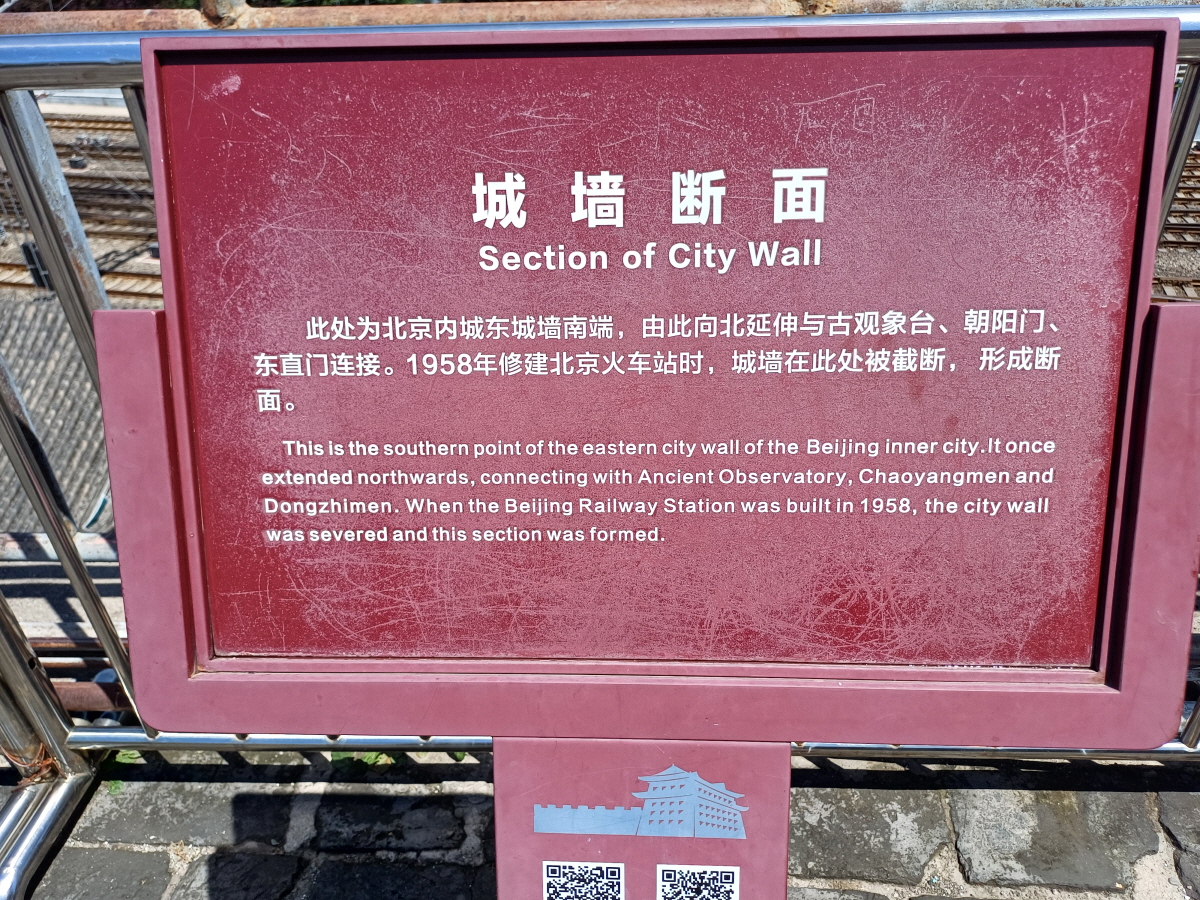 城墙断面
Section of City Wall
此处为北京内城东城墙南端，由此向北延伸与古观象台、朝阳门、
东直门连接。1958年修建北京火车站时，城墙在此处被截断，形成断
面。
This is the southern point of the eastern city wall of the Beijing inner city.It once
extended northwards, connecting with Ancient Observatory, Chaoyangmen and
Dongzhimen. When the Beijing Railway Station was built in 1958, the city wall
was severed and this section was formed.